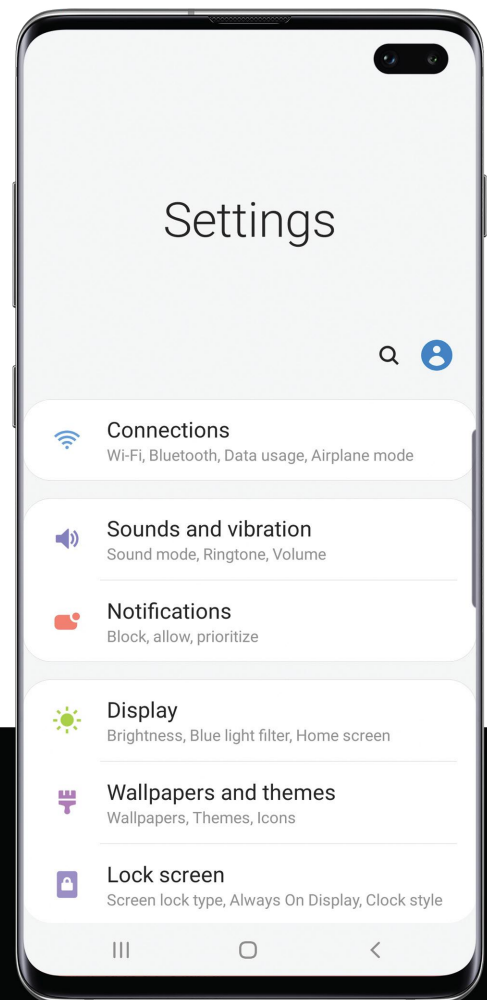 Settings
Connections
Wi-Fi, Bluetooth, Data usage, Airplane mode
Sounds and vibration
Sound mode, Ringtone, Volume
Notifications
Block, allow, prioritize
Display
Brightness, Blue light filter, Home screen
Wallpapers and themes
Wallpapers, Themes, Icons
Lock screen
Screen lock type, Always On Display, Clock style